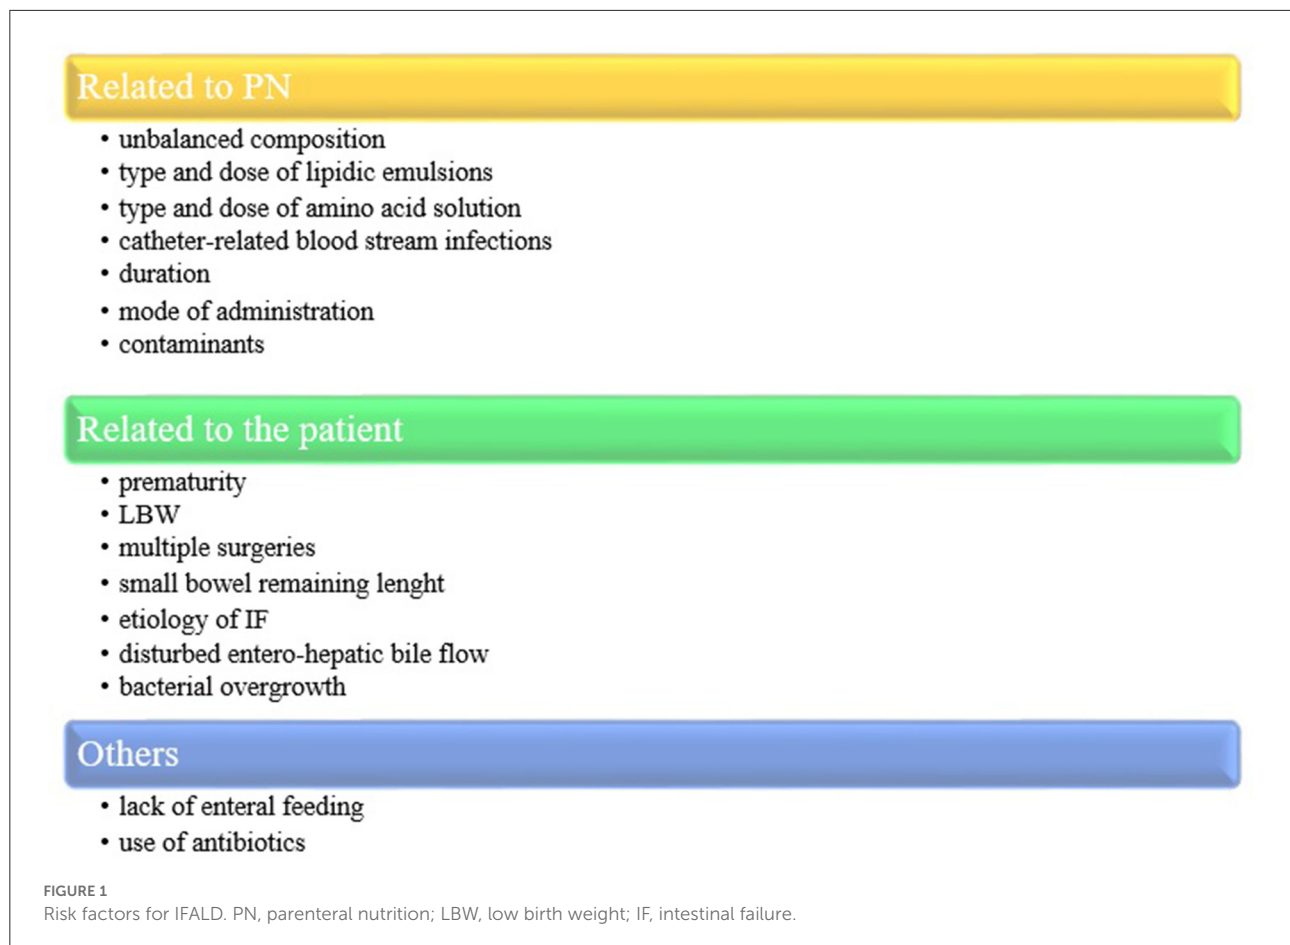 Related to PN
• unbalanced composition
• type and dose of lipidic emulsions
• type and dose of amino acid solution
• catheter-related blood stream infections
• duration
• mode of administration
• contaminants
Related to the patient
• prematurity
• LBW
• multiple surgeries
• small bowel remaining lenght
• etiology of IF
• disturbed entero-hepatic bile flow
• bacterial overgrowth
Others
• lack of enteral feeding
• use of antibiotics
FIGURE 1
Risk factors for IFALD. PN, parenteral nutrition; LBW, low birth weight; IF, intestinal failure.